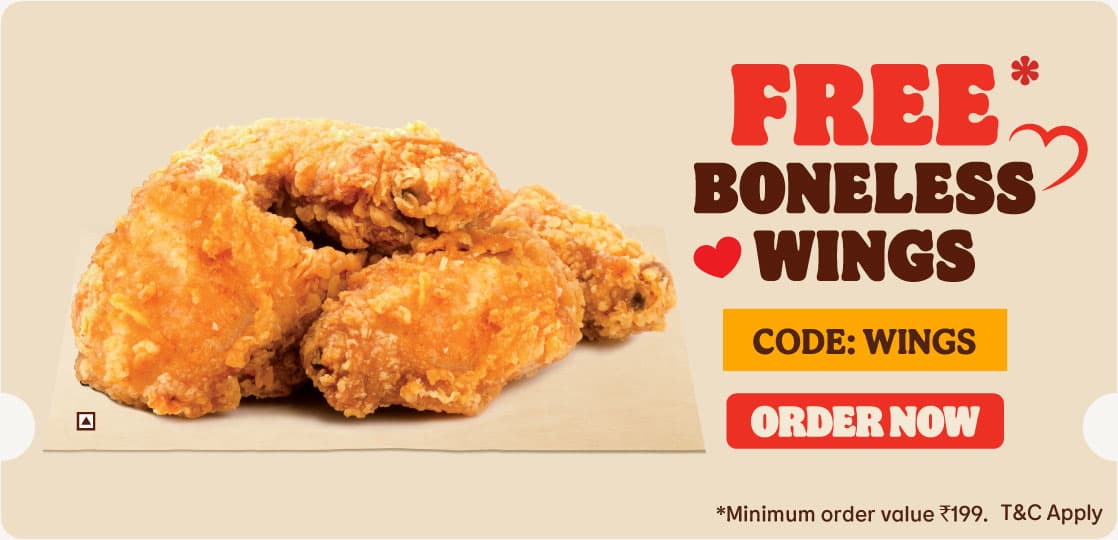 FREE*
BONELESS
WINGS
CODE: WINGS
ORDER NOW
*Minimum order value ₹199. T&C Apply